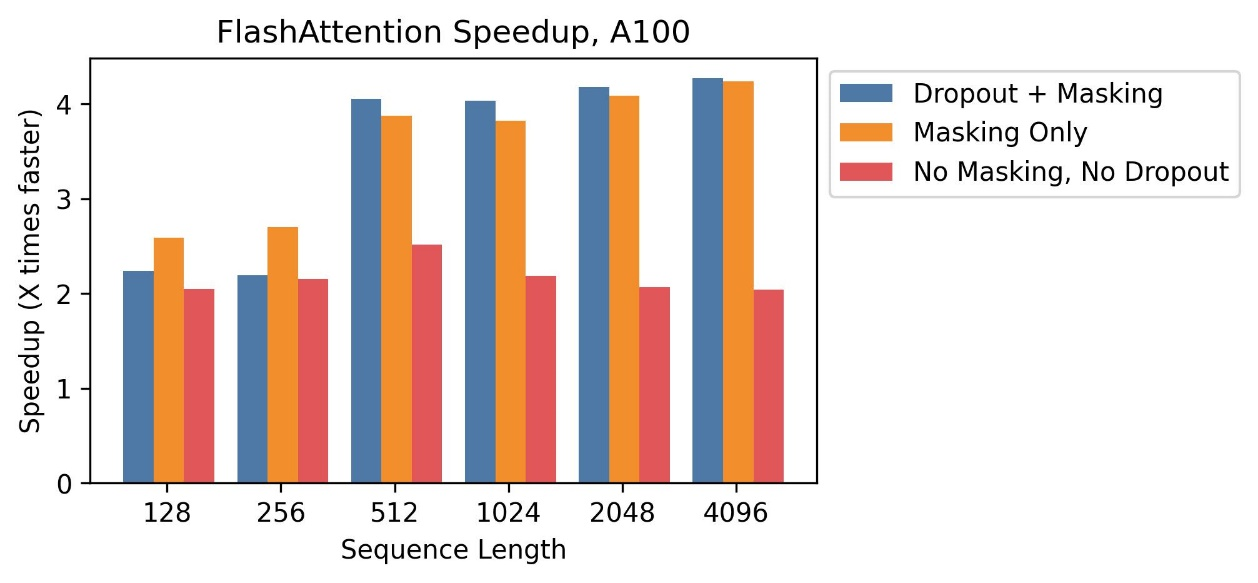 FlashAttention Speedup, A100
Speedup (X times faster)
4
3
2
1
0
128 256 512 1024 2048 4096
Sequence Length
Dropout + Masking
Masking Only
No Masking, No Dropout